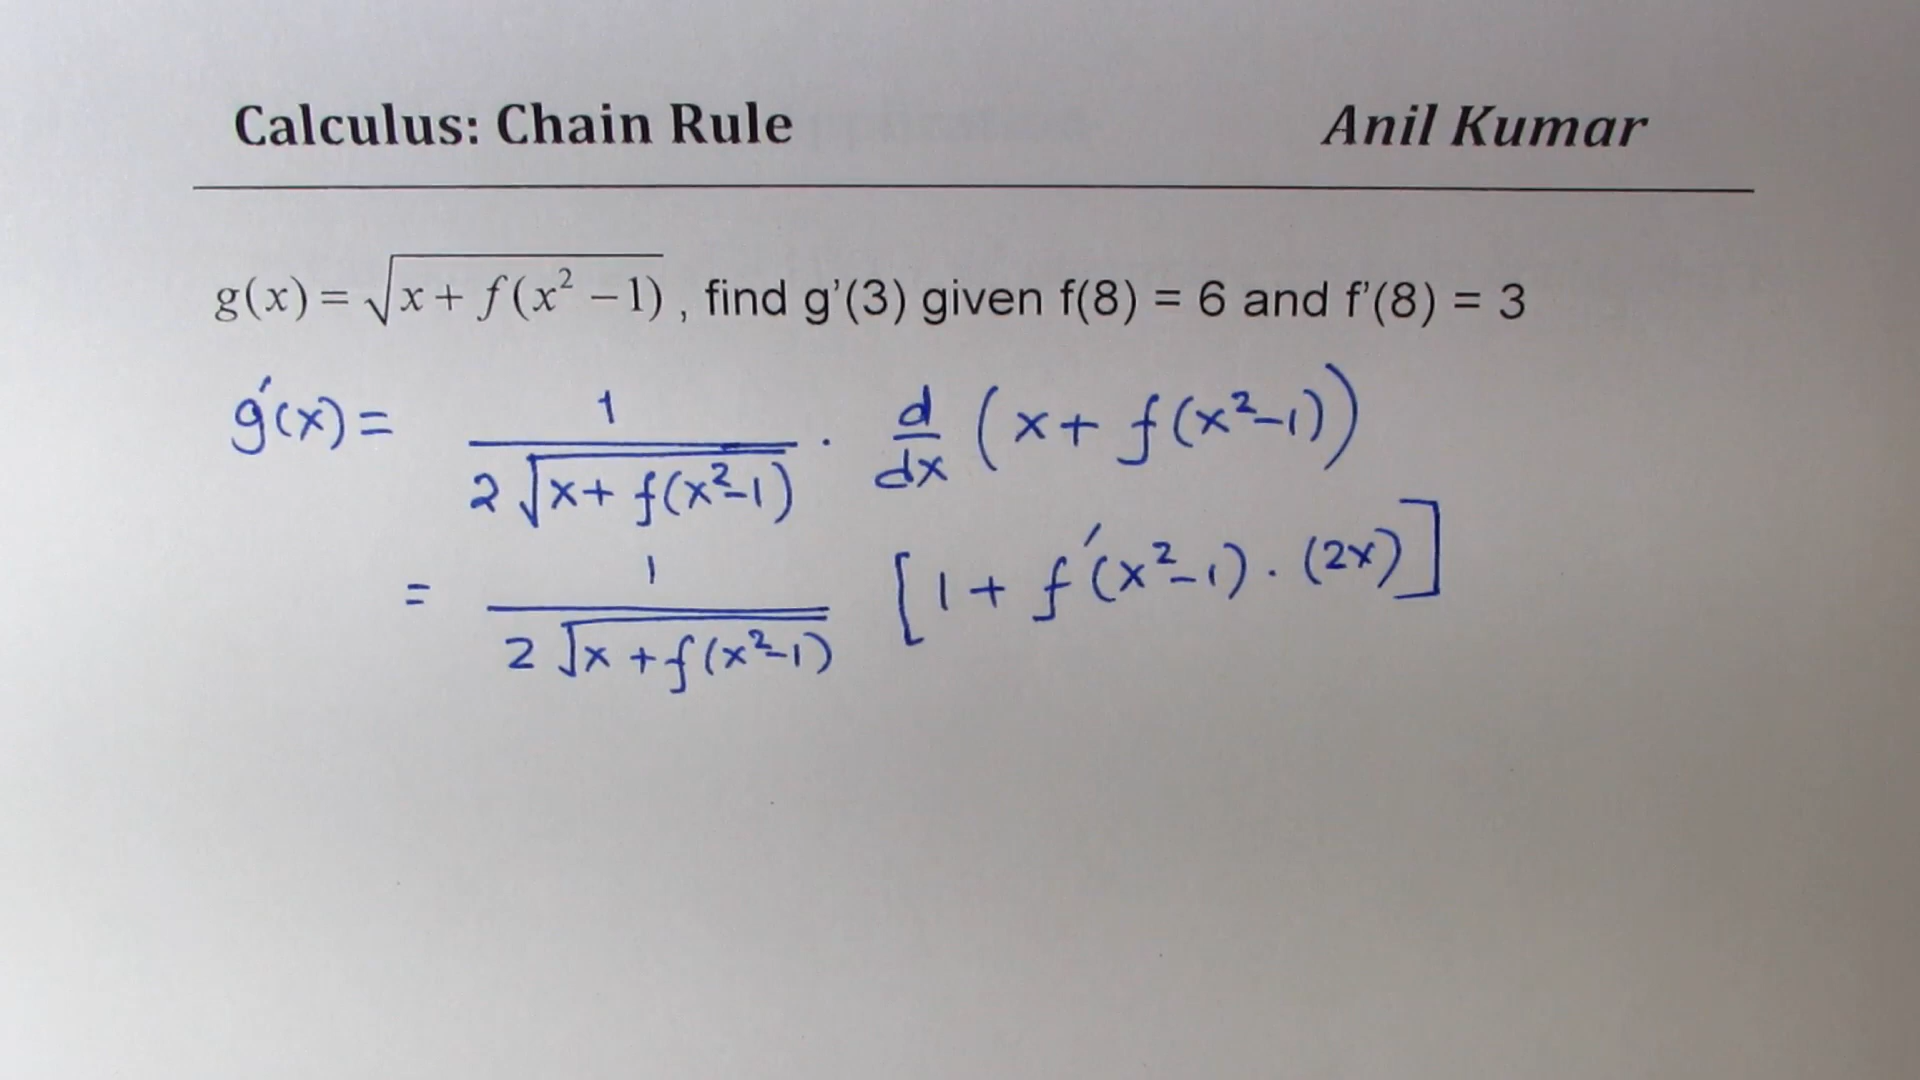 Calculus: Chain Rule Anil Kumar
g(x) = √(x + f(x² − 1)) , find g'(3) given f(8) = 6 and f'(8) = 3
g'(x) = 1 / (2√(x + f(x²−1))) · d/dx (x + f(x²−1))
= 1 / (2√(x + f(x²−1))) [1 + f'(x²−1) · (2x)]